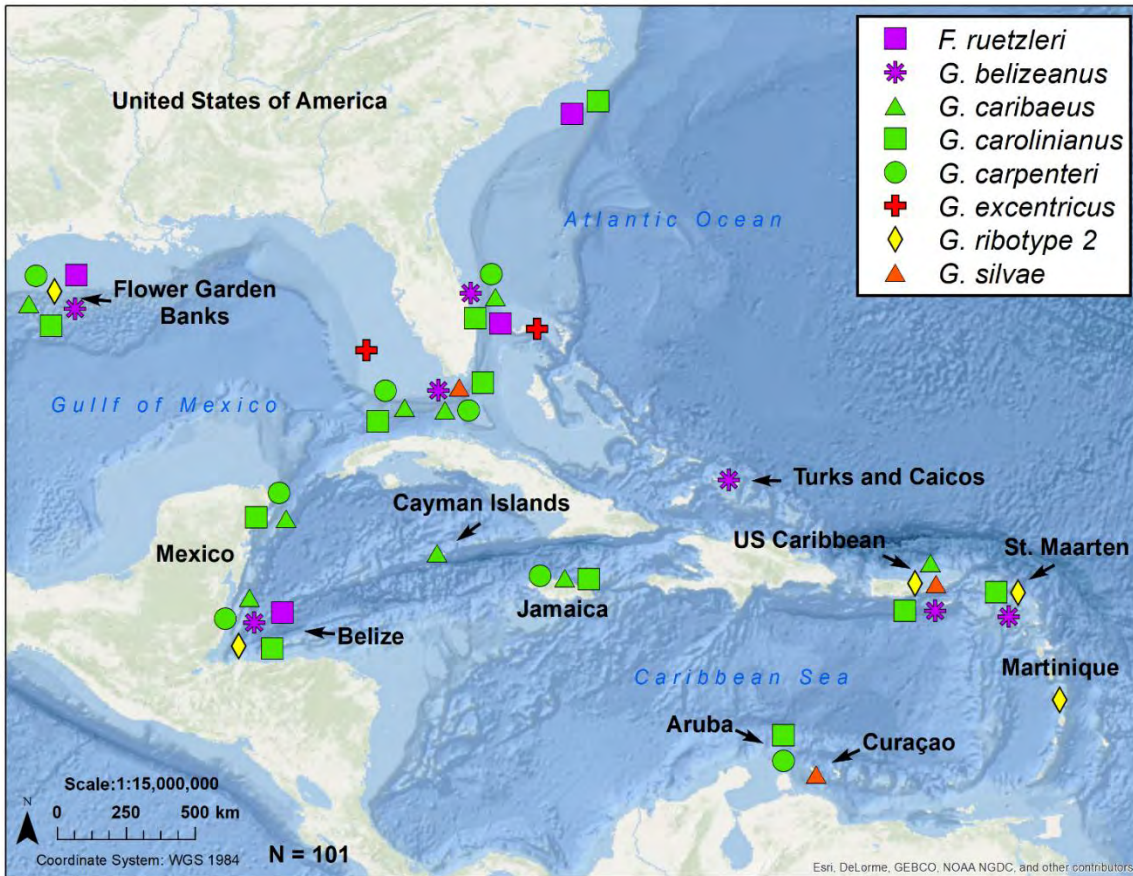 United States of America
F. ruetzleri
G. belizeanus
G. caribaeus
G. carolinianus
G. carpenteri
G. excentricus
G. ribotype 2
G. silvae
Atlantic Ocean
Flower Garden
Banks
Gullf of Mexico
Turks and Caicos
Cayman Islands
US Caribbean
St. Maarten
Mexico
Jamaica
Belize
Caribbean Sea
Martinique
Aruba
Curaçao
Scale:1:15,000,000
N
0 250 500 km
Coordinate System: WGS 1984
N = 101
Esri, DeLorme, GEBCO, NOAA NGDC, and other contributors